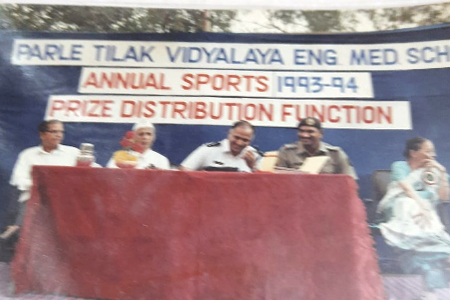 PARLE TILAK VIDYALAYA ENG. MED. SCH
ANNUAL SPORTS 1993-94
PRIZE DISTRIBUTION FUNCTION